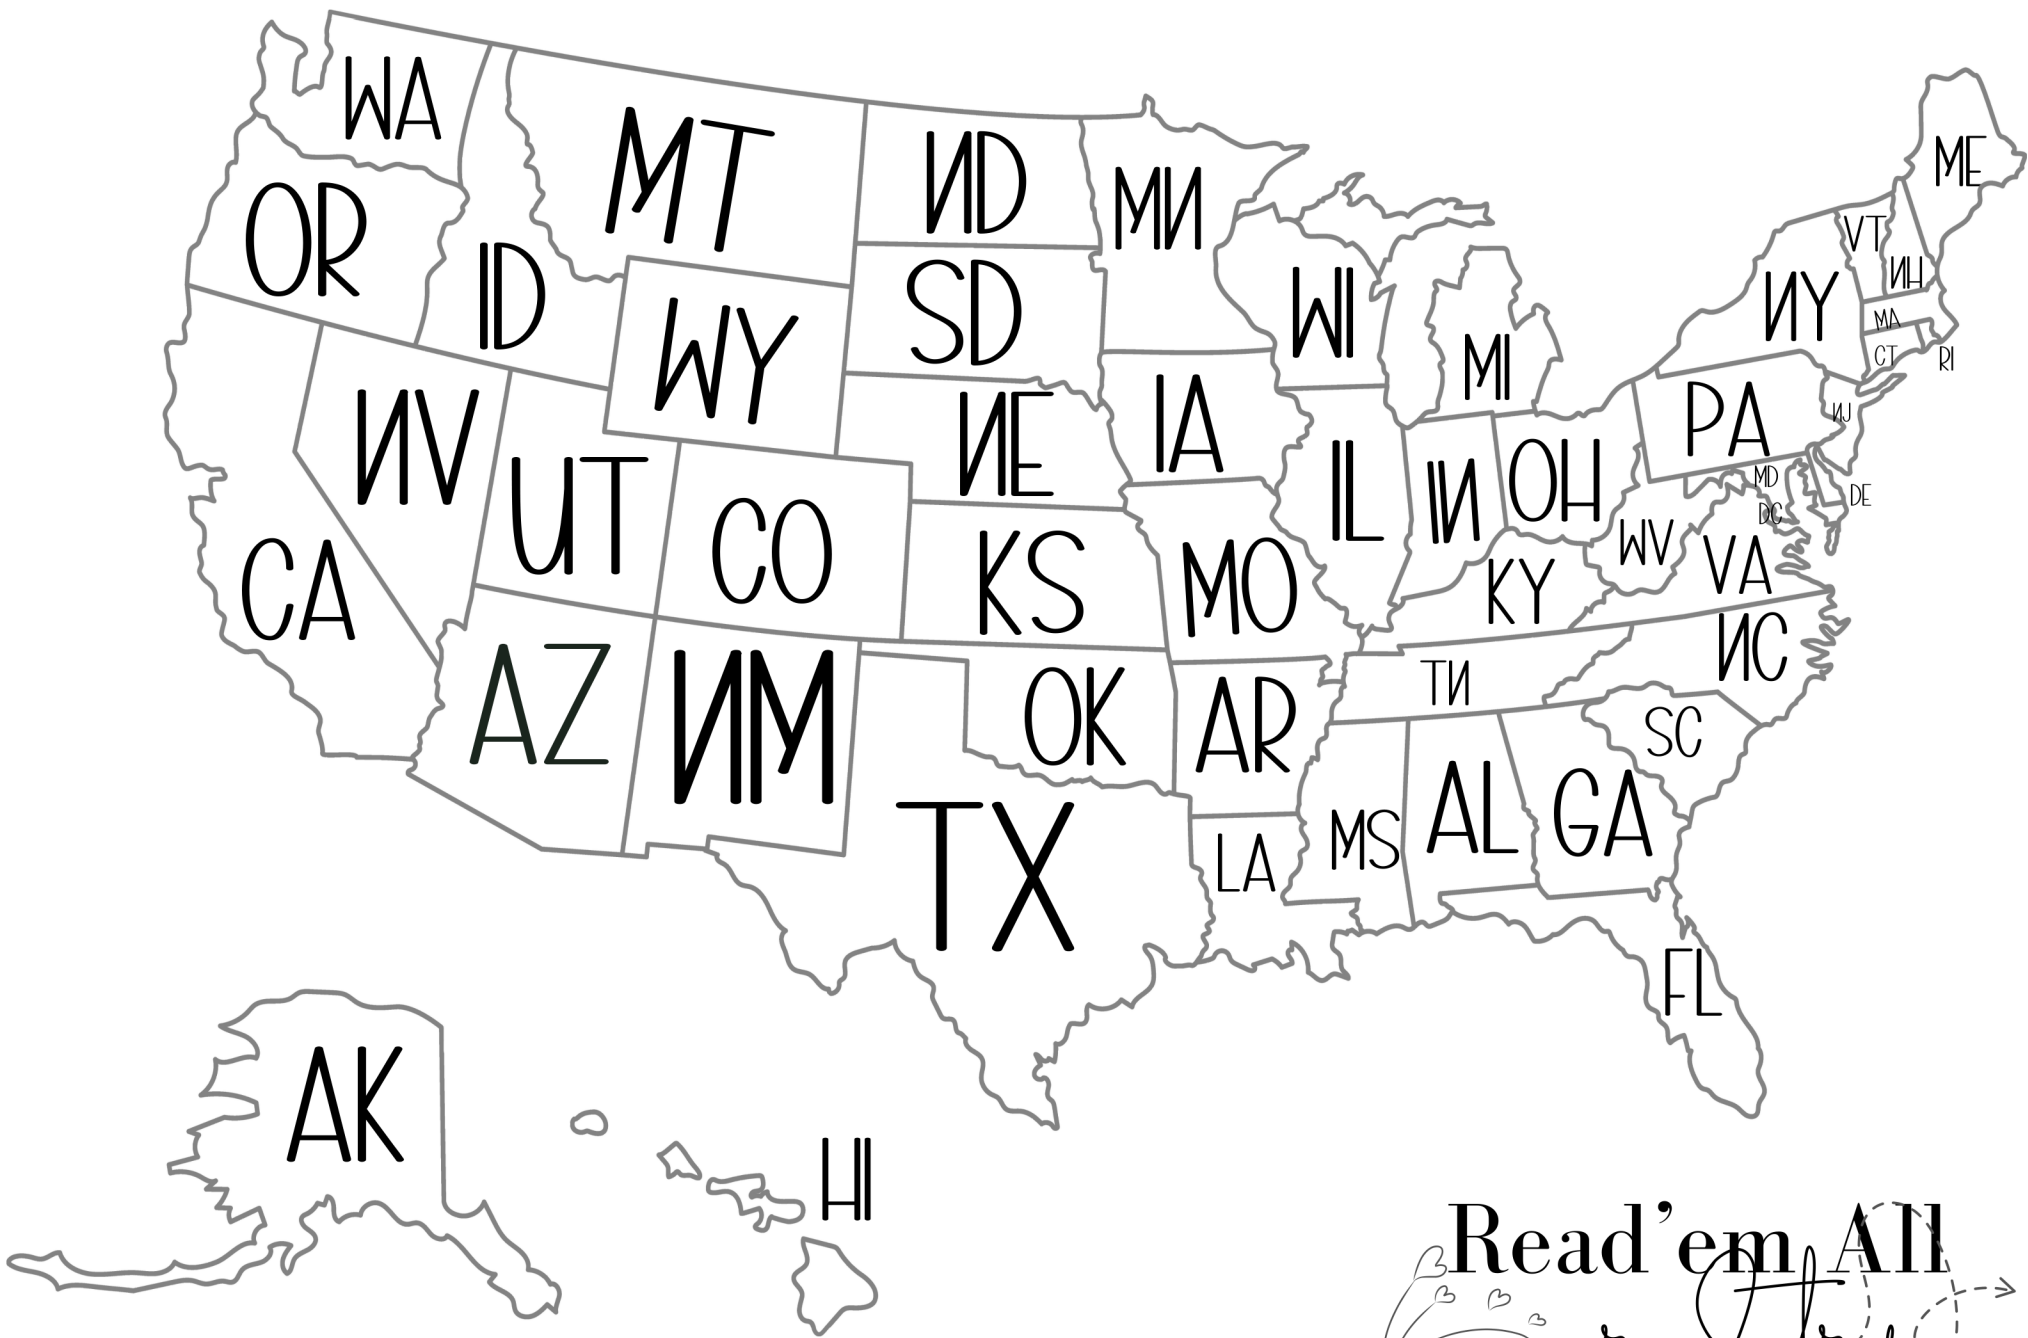 WA
MT
ND
MN
ME
OR
ID
SD
WI
MI
NY
VT
NH
MA
CT
RI
WY
NV
UT
CO
NE
IA
IL
IN
OH
PA
NJ
MD
DE
DC
CA
KS
MO
KY
WV
VA
AZ
NM
OK
AR
TN
NC
SC
TX
LA
MS
AL
GA
FL
AK
HI
Read’em All